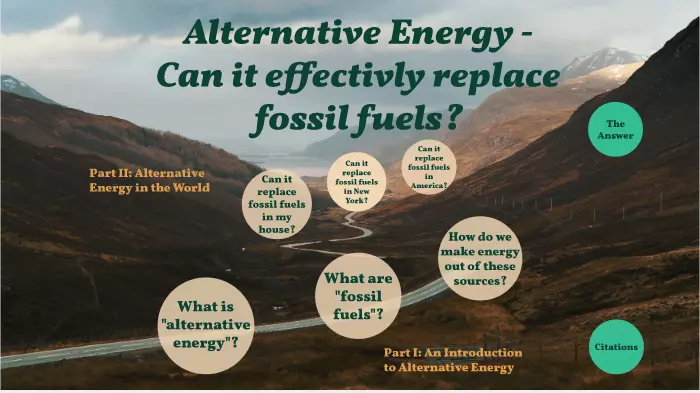 Alternative Energy -
Can it effectivly replace
fossil fuels?
The
Answer
Can it
replace
fossil fuels
in
America?
Can it
replace
fossil fuels
in New
York?
Part II: Alternative
Energy in the World
Can it
replace
fossil fuels
in my
house?
How do we
make energy
out of these
sources?
What are
"fossil
fuels"?
What is
"alternative
energy"?
Part I: An Introduction
to Alternative Energy
Citations